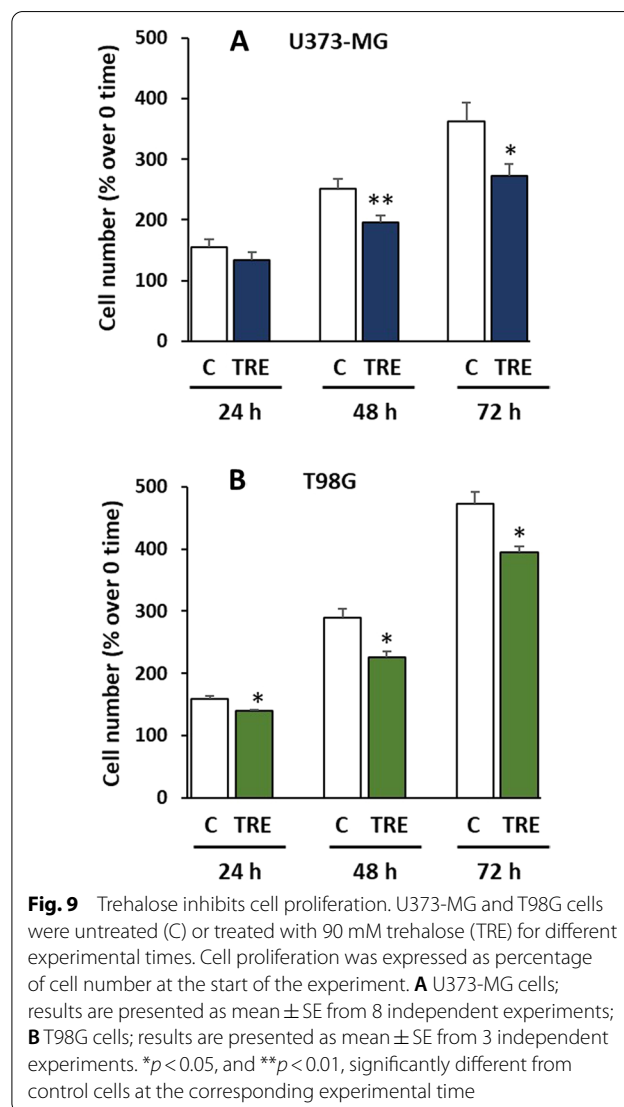 A U373-MG
Cell number (% over 0 time)
500
400
300
200
100
0
**
*
C TRE C TRE C TRE
24 h 48 h 72 h
B T98G
Cell number (% over 0 time)
500
400
300
200
100
0
*
*
*
C TRE C TRE C TRE
24 h 48 h 72 h
Fig. 9 Trehalose inhibits cell proliferation. U373-MG and T98G cells
were untreated (C) or treated with 90 mM trehalose (TRE) for different
experimental times. Cell proliferation was expressed as percentage
of cell number at the start of the experiment. A U373-MG cells;
results are presented as mean ± SE from 8 independent experiments;
B T98G cells; results are presented as mean ± SE from 3 independent
experiments. *p < 0.05, and **p < 0.01, significantly different from
control cells at the corresponding experimental time